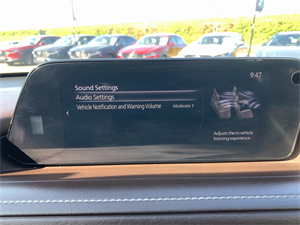 9:47
Sound Settings
Audio Settings
Vehicle Notification and Warning Volume Moderate >
<
Adjusts the in-vehicle
listening experience.